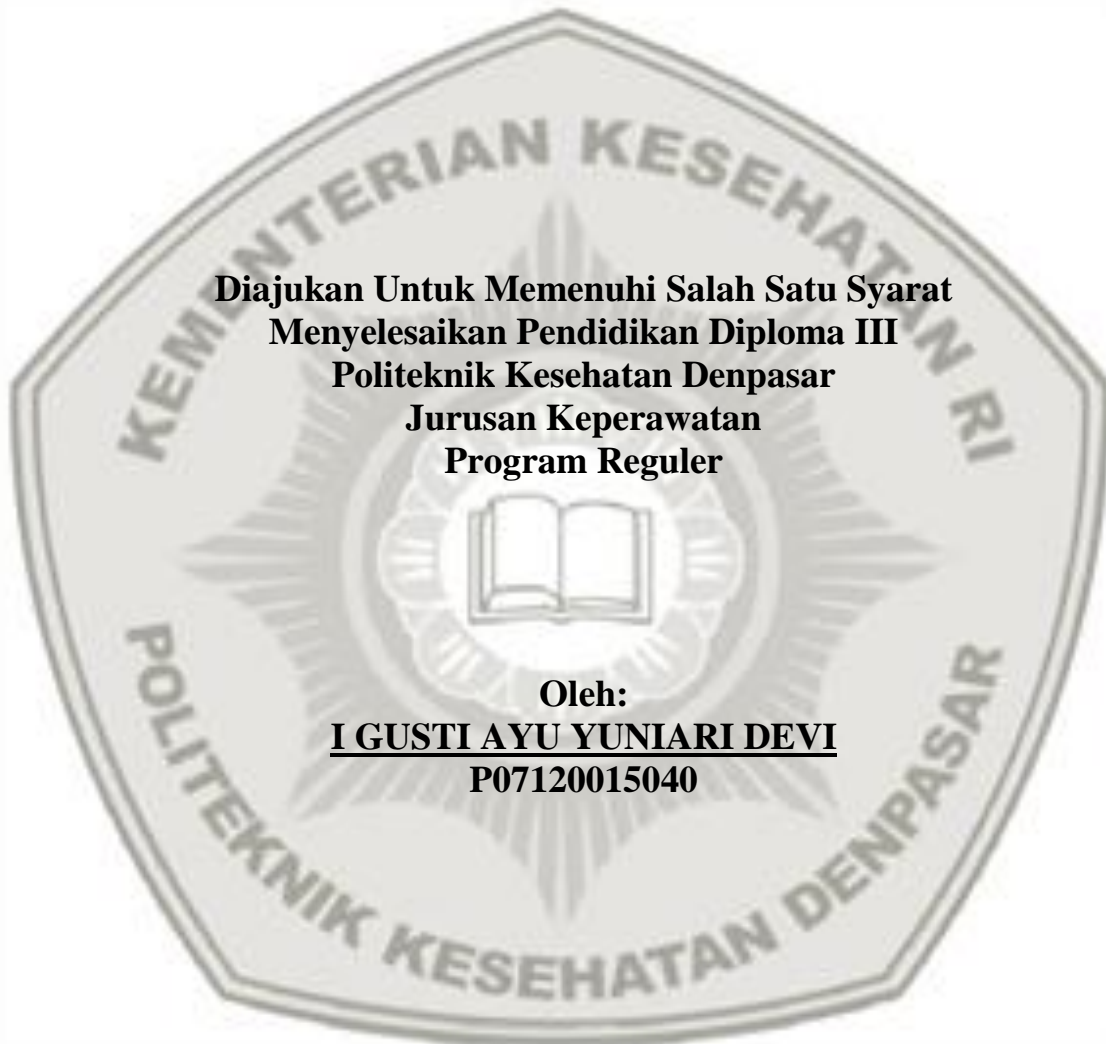 KEMENTERIAN KESEHATAN RI
Diajukan Untuk Memenuhi Salah Satu Syarat
Menyelesaikan Pendidikan Diploma III
Politeknik Kesehatan Denpasar
Jurusan Keperawatan
Program Reguler
Oleh:
I GUSTI AYU YUNIARI DEVI
P07120015040
POLITEKNIK KESEHATAN DENPASAR